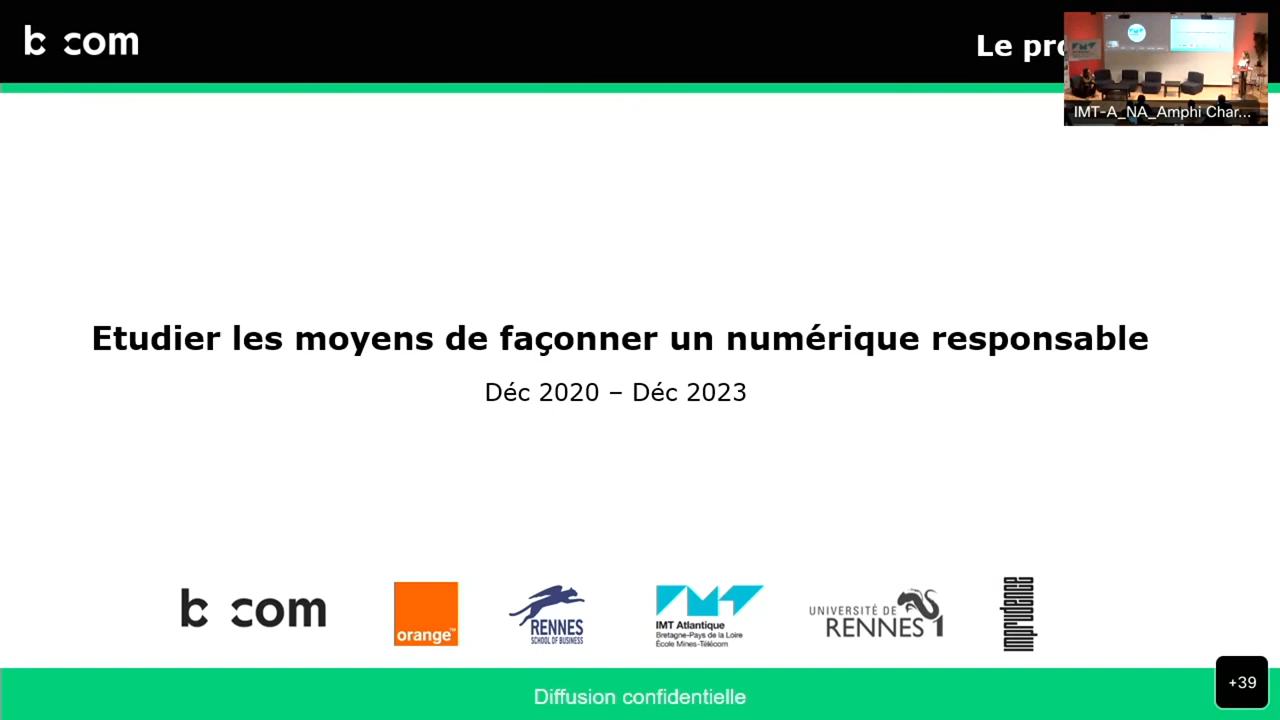 b com
Le pro
IMT-A_NA_Amphi Char...
Etudier les moyens de façonner un numérique responsable
Déc 2020 – Déc 2023
b com
orange™
RENNES
SCHOOL OF BUSINESS
IMT Atlantique
Bretagne-Pays de la Loire
École Mines-Télécom
UNIVERSITÉ DE
RENNES 1
imprudence
Diffusion confidentielle
+39